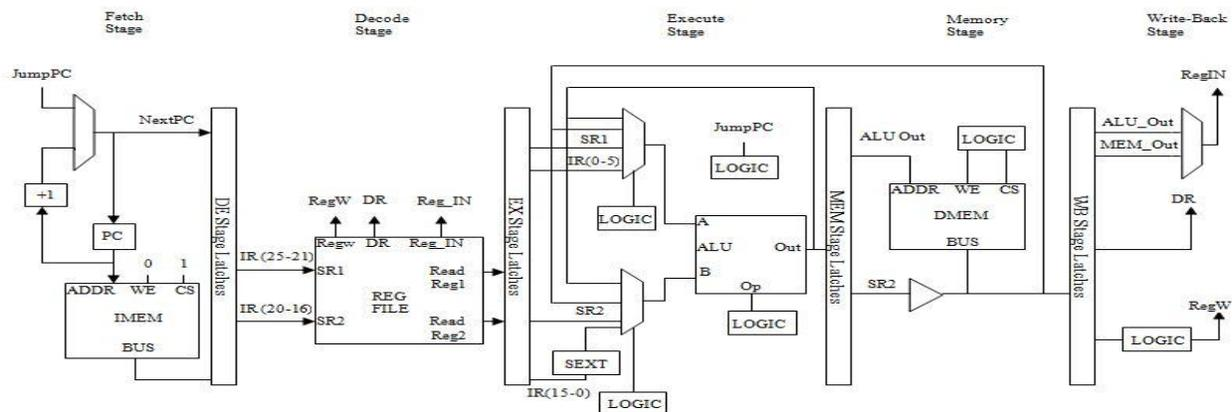 Fetch
Stage
Decode
Stage
Execute
Stage
Memory
Stage
Write-Back
Stage
JumpPC
NextPC
+1
PC
0
1
ADDR
WE
CS
IMEM
BUS
DE Stage Latches
IR (25-21)
IR (20-16)
RegW
DR
Reg_IN
Regw
DR
Reg_IN
SR1
SR2
REG
FILE
Read
Reg1
Read
Reg2
EX Stage Latches
SR1
IR(0-5)
LOGIC
SR2
SEXT
IR(15-0)
LOGIC
JumpPC
LOGIC
A
ALU
B
Out
Op
LOGIC
MEM Stage Latches
ALU Out
LOGIC
ADDR
WE
CS
DMEM
BUS
SR2
WB Stage Latches
RegIN
ALU_Out
MEM_Out
DR
RegW
LOGIC